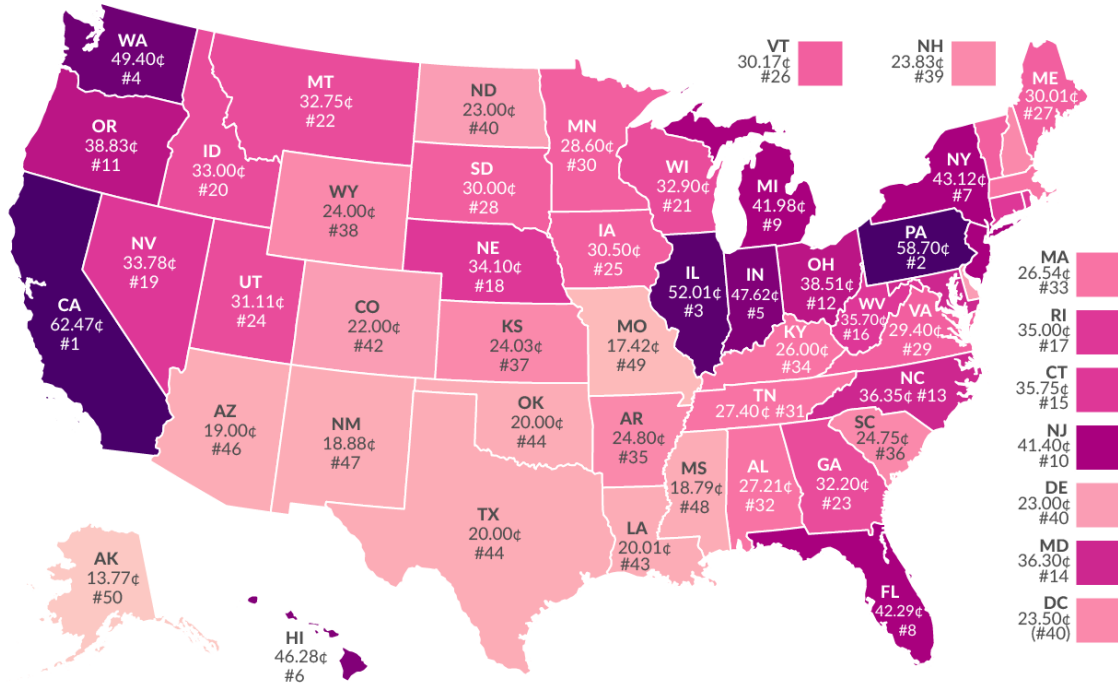 WA
49.40¢
#4
OR
38.83¢
#11
CA
62.47¢
#1
NV
33.78¢
#19
ID
33.00¢
#20
MT
32.75¢
#22
WY
24.00¢
#38
UT
31.11¢
#24
AZ
19.00¢
#46
CO
22.00¢
#42
NM
18.88¢
#47
ND
23.00¢
#40
SD
30.00¢
#28
NE
34.10¢
#18
KS
24.03¢
#37
OK
20.00¢
#44
TX
20.00¢
#44
MN
28.60¢
#30
IA
30.50¢
#25
MO
17.42¢
#49
AR
24.80¢
#35
LA
20.01¢
#43
WI
32.90¢
#21
IL
52.01¢
#3
MI
41.98¢
#9
IN
47.62¢
#5
OH
38.51¢
#12
KY
26.00¢
#34
TN
27.40¢ #31
MS
18.79¢
#48
AL
27.21¢
#32
GA
32.20¢
#23
FL
42.29¢
#8
SC
24.75¢
#36
NC
36.35¢ #13
VA
29.40¢
#29
WV
35.70¢
#16
PA
58.70¢
#2
NY
43.12¢
#7
ME
30.01¢
#27
VT
30.17¢
#26
NH
23.83¢
#39
MA
26.54¢
#33
RI
35.00¢
#17
CT
35.75¢
#15
NJ
41.40¢
#10
DE
23.00¢
#40
MD
36.30¢
#14
DC
23.50¢
(#40)
AK
13.77¢
#50
HI
46.28¢
#6